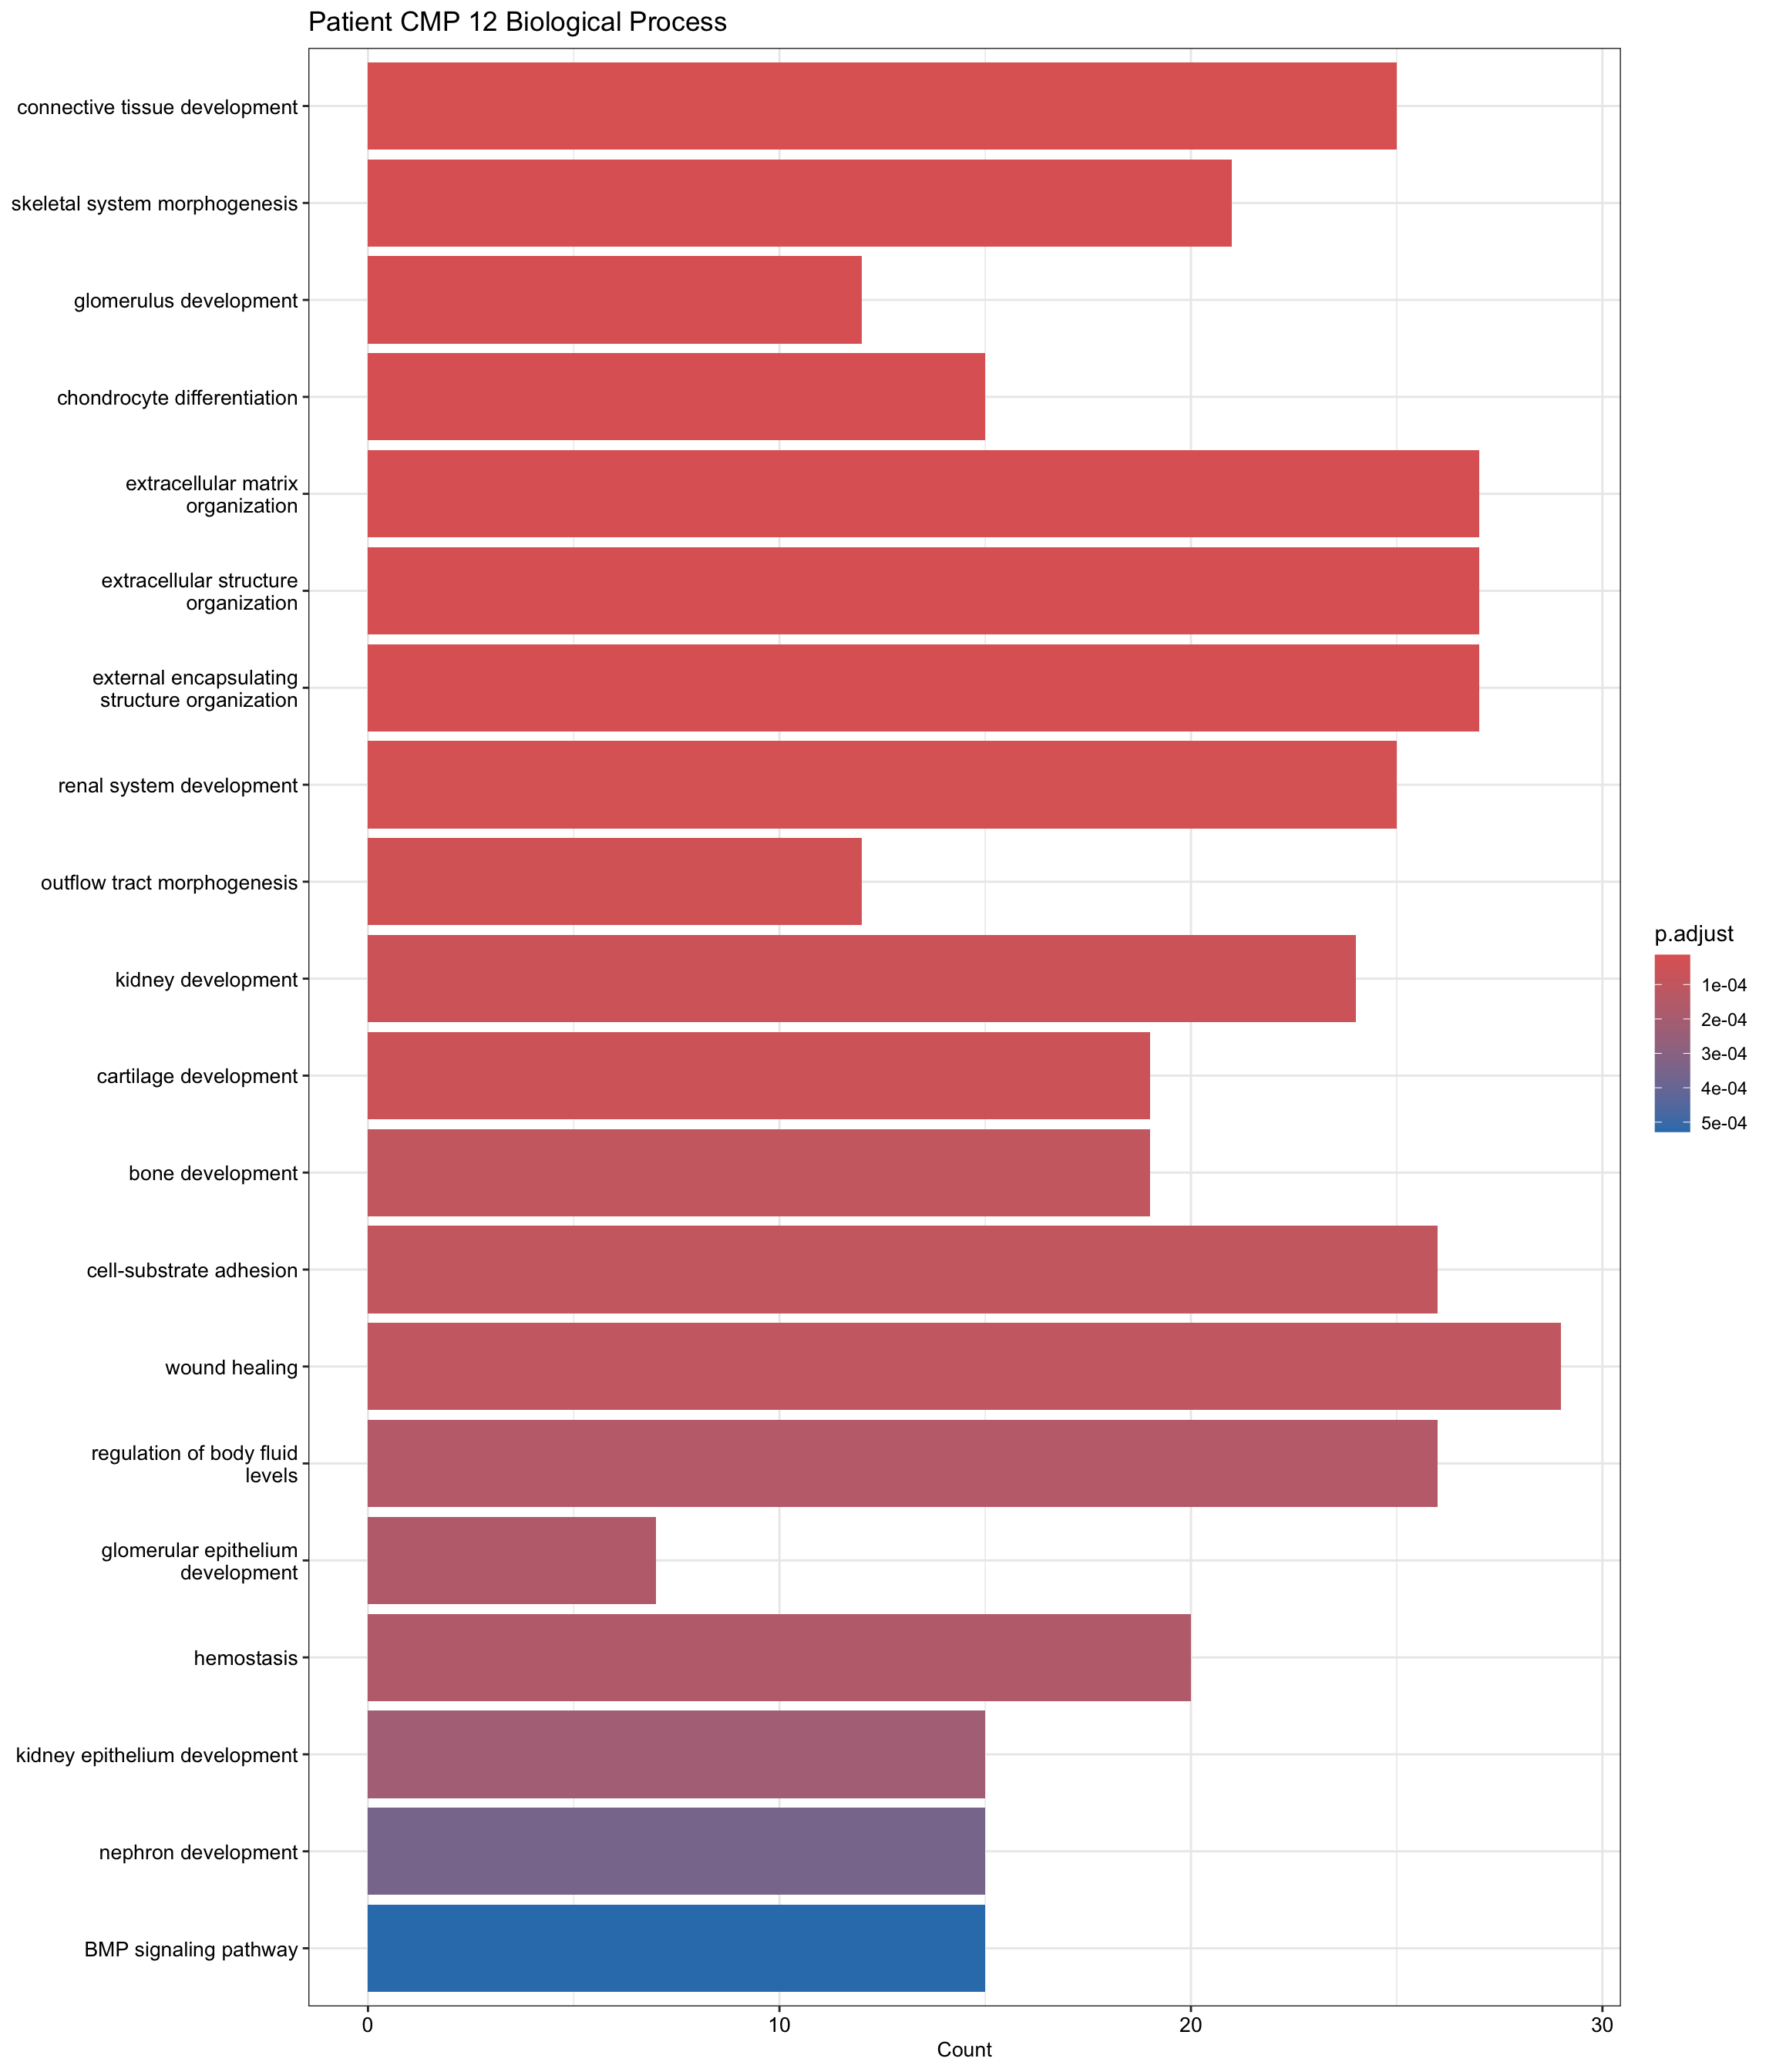 Patient CMP 12 Biological Process
connective tissue development
skeletal system morphogenesis
glomerulus development
chondrocyte differentiation
extracellular matrix
organization
extracellular structure
organization
external encapsulating
structure organization
renal system development
outflow tract morphogenesis
kidney development
cartilage development
bone development
cell-substrate adhesion
wound healing
regulation of body fluid
levels
glomerular epithelium
development
hemostasis
kidney epithelium development
nephron development
BMP signaling pathway
0 10 20 30
Count
p.adjust
1e-04
2e-04
3e-04
4e-04
5e-04